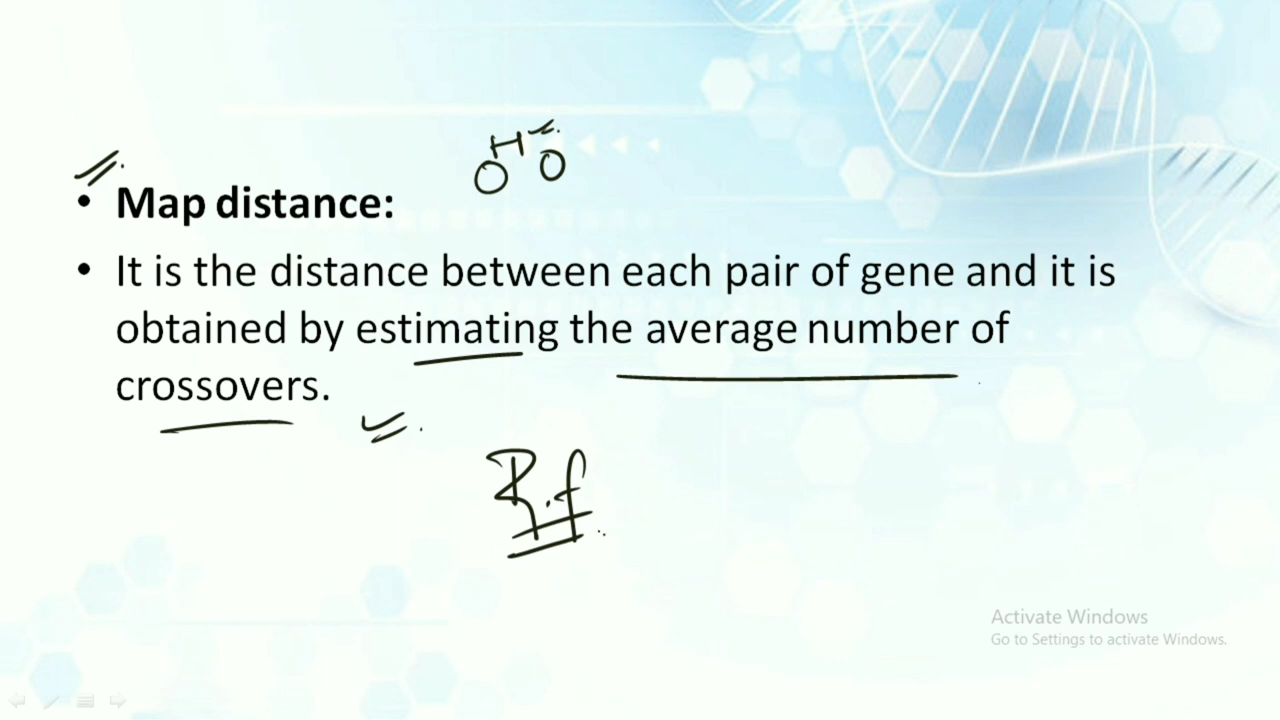 • Map distance:
• It is the distance between each pair of gene and it is
obtained by estimating the average number of
crossovers.
R.f
Activate Windows
Go to Settings to activate Windows.